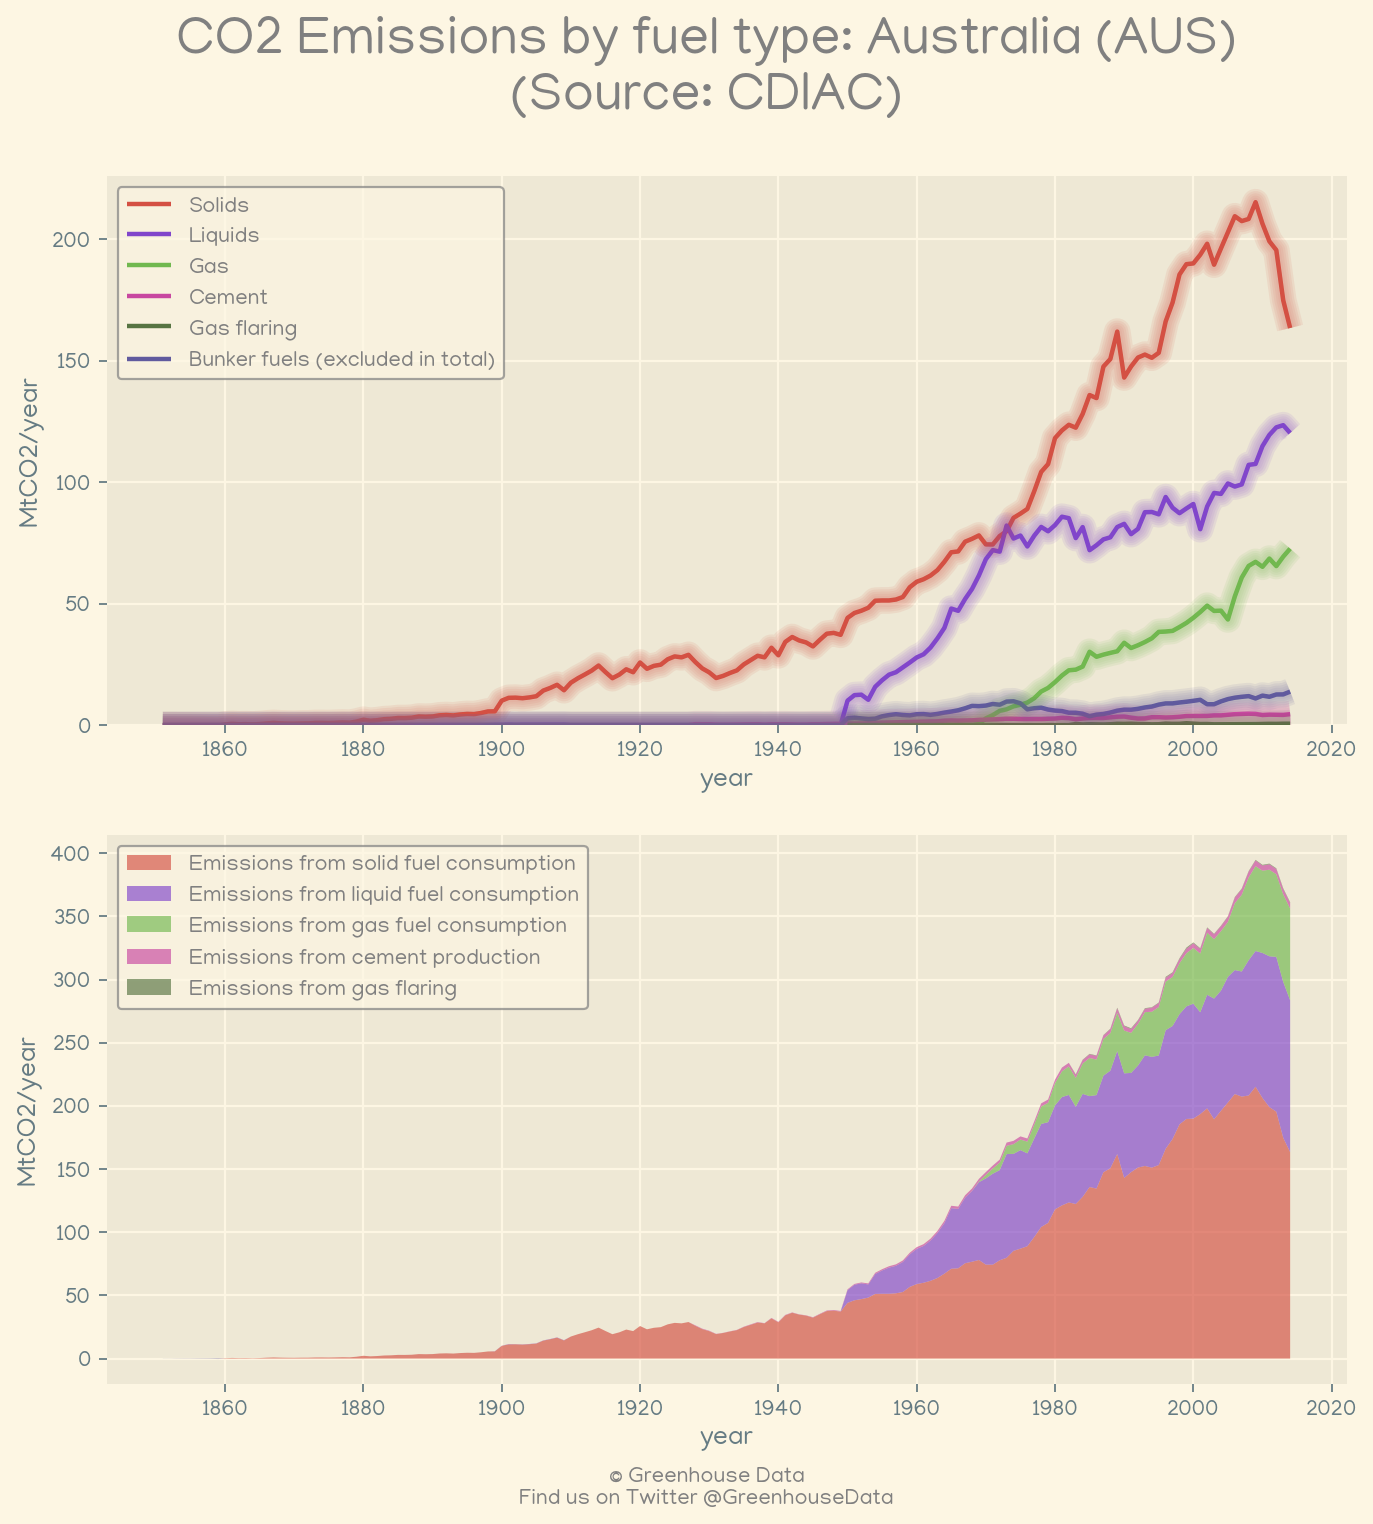 CO2 Emissions by fuel type: Australia (AUS)
(Source: CDIAC)
Solids
Liquids
Gas
Cement
Gas flaring
Bunker fuels (excluded in total)
MtCO2/year
200
150
100
50
0
1860 1880 1900 1920 1940 1960 1980 2000 2020
year
Emissions from solid fuel consumption
Emissions from liquid fuel consumption
Emissions from gas fuel consumption
Emissions from cement production
Emissions from gas flaring
MtCO2/year
400
350
300
250
200
150
100
50
0
1860 1880 1900 1920 1940 1960 1980 2000 2020
year
© Greenhouse Data
Find us on Twitter @GreenhouseData